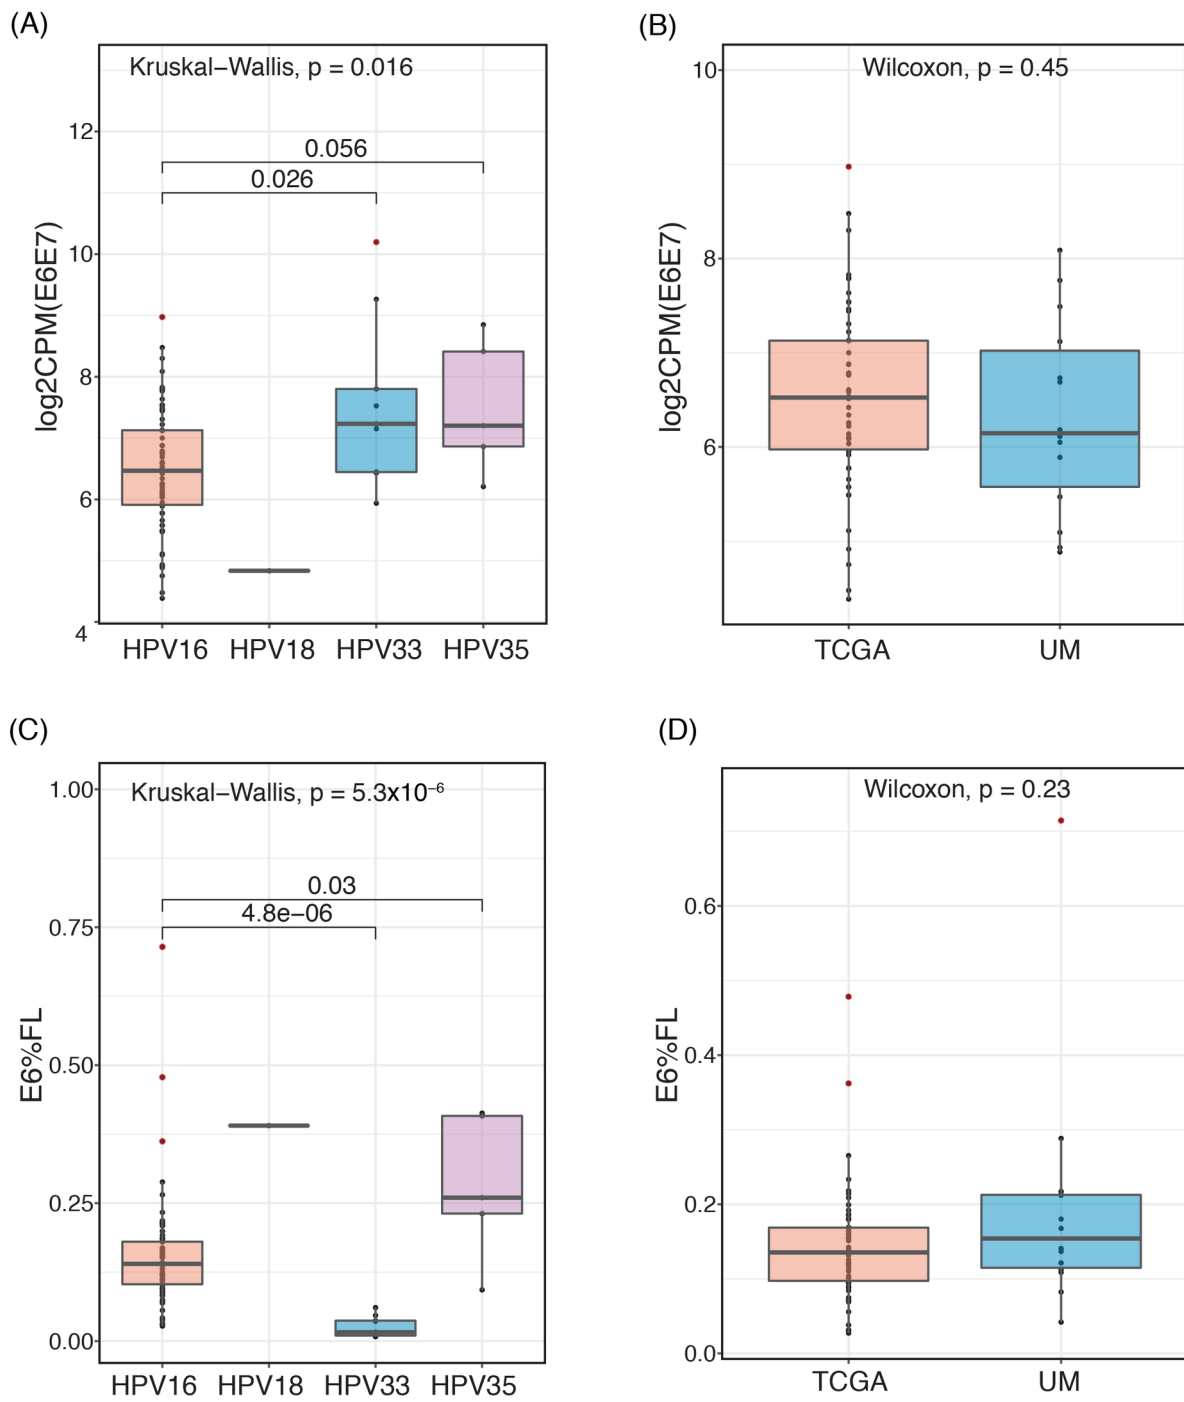 (A)
Kruskal–Wallis, p = 0.016
0.056
0.026
12
10
8
6
4
log2CPM(E6E7)
HPV16 HPV18 HPV33 HPV35
(B)
Wilcoxon, p = 0.45
10
8
6
log2CPM(E6E7)
TCGA UM
(C)
Kruskal–Wallis, p = 5.3x10⁻⁶
0.03
4.8e−06
1.00
0.75
0.50
0.25
0.00
E6%FL
HPV16 HPV18 HPV33 HPV35
(D)
Wilcoxon, p = 0.23
0.6
0.4
0.2
0.0
E6%FL
TCGA UM